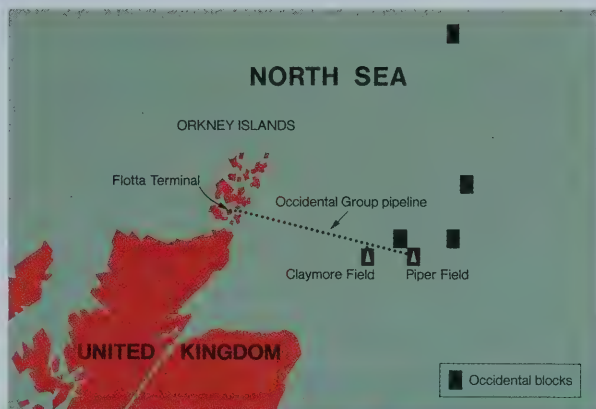 NORTH SEA
ORKNEY ISLANDS
Flotta Terminal
Occidental Group pipeline
Claymore Field
Piper Field
UNITED KINGDOM
Occidental blocks